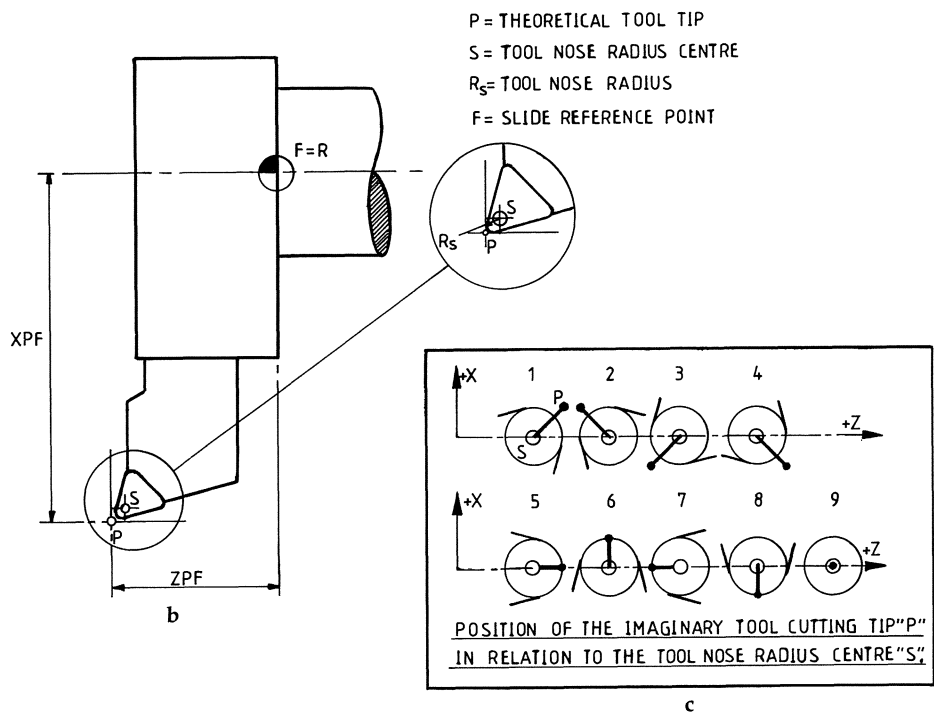 P = THEORETICAL TOOL TIP
S = TOOL NOSE RADIUS CENTRE
Rs= TOOL NOSE RADIUS
F= SLIDE REFERENCE POINT
F=R
S
Rs
P
XPF
S
P
ZPF
b
+X 1 2 3 4
P
S
+Z
+X 5 6 7 8 9
+Z
POSITION OF THE IMAGINARY TOOL CUTTING TIP"P"
IN RELATION TO THE TOOL NOSE RADIUS CENTRE"S",
c